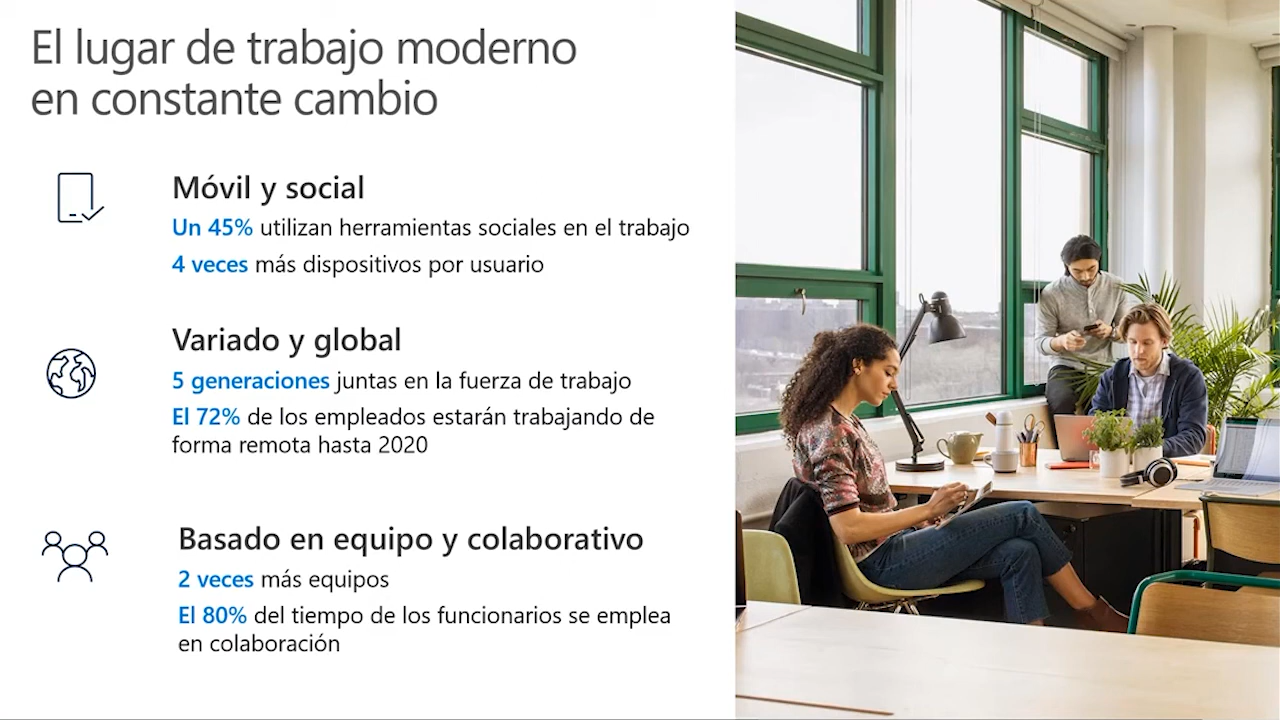 El lugar de trabajo moderno
en constante cambio
Móvil y social
Un 45% utilizan herramientas sociales en el trabajo
4 veces más dispositivos por usuario
Variado y global
5 generaciones juntas en la fuerza de trabajo
El 72% de los empleados estarán trabajando de
forma remota hasta 2020
Basado en equipo y colaborativo
2 veces más equipos
El 80% del tiempo de los funcionarios se emplea
en colaboración